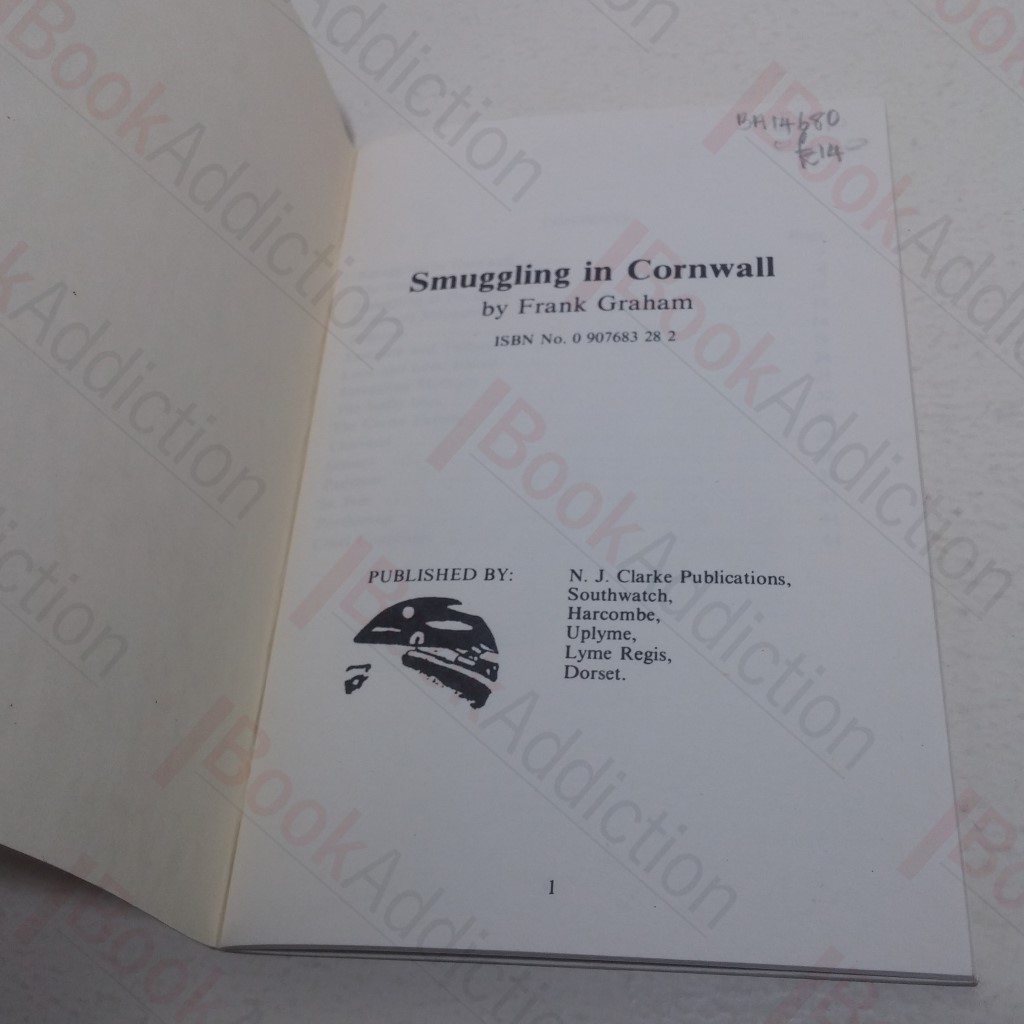 BA14680
£14
Smuggling in Cornwall
by Frank Graham
ISBN No. 0 907683 28 2
PUBLISHED BY:
N. J. Clarke Publications,
Southwatch,
Harcombe,
Uplyme,
Lyme Regis,
Dorset.
1
BookAddiction